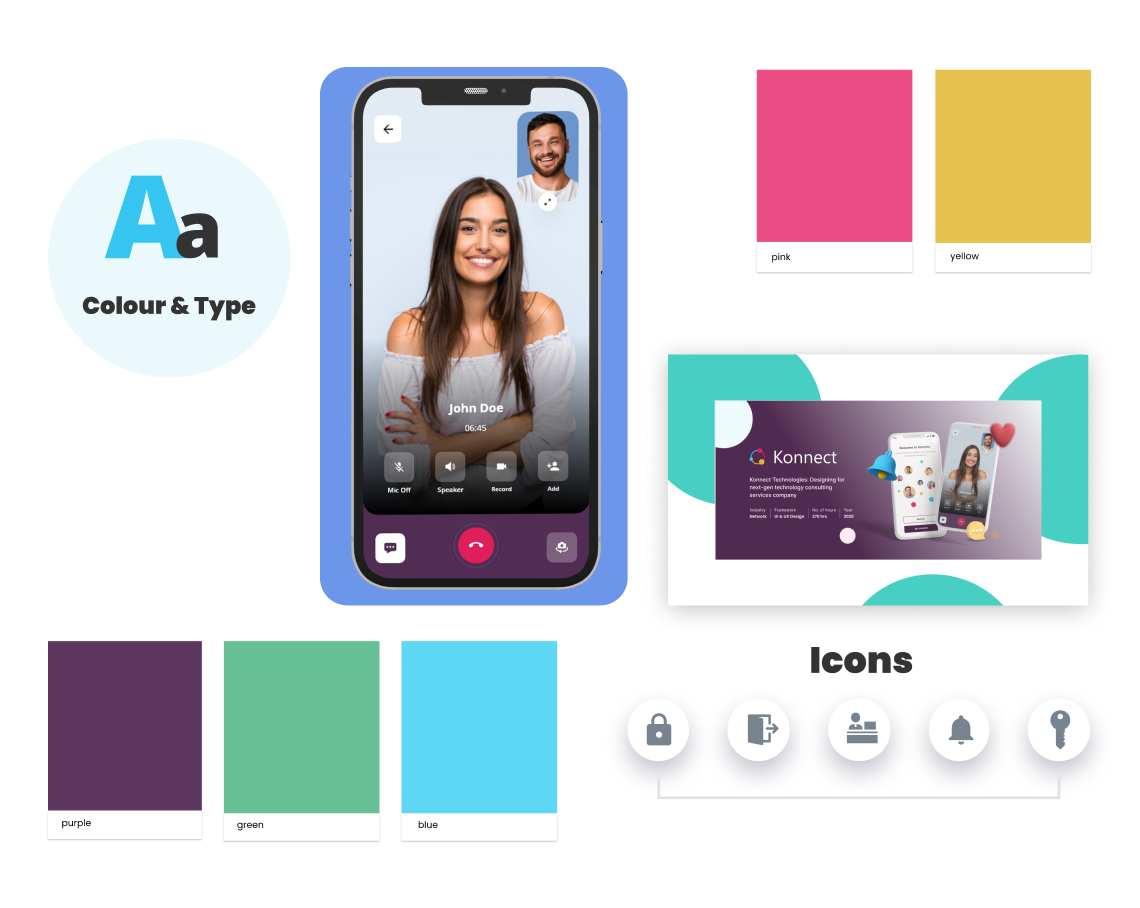 Aa
Colour & Type
John Doe
06:45
Mic Off
Speaker
Record
Add
pink
yellow
Konnect
Konnect Technologies: Designing for
next-gen technology consulting
services company
Industry
Network
Framework
UI & UX Design
No. of hours
270 hrs
Year
2020
purple
green
blue
Icons